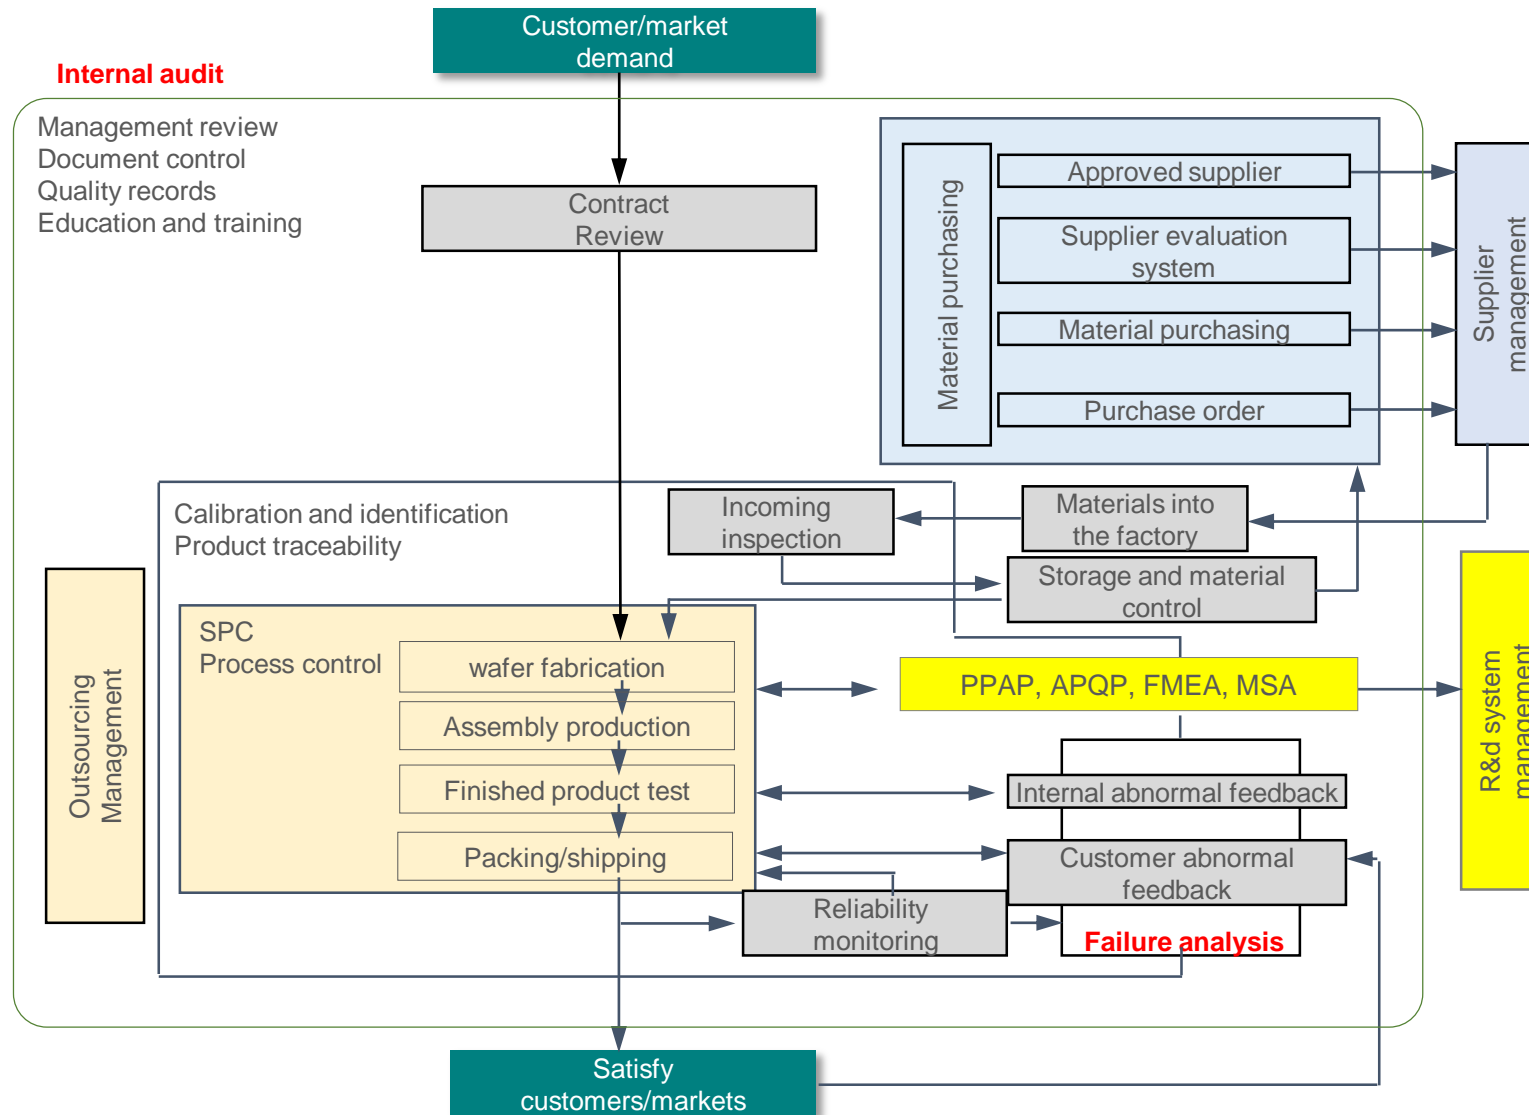 Customer/market
demand
Internal audit
Management review
Document control
Quality records
Education and training
Contract
Review
Material purchasing
Approved supplier
Supplier evaluation
system
Material purchasing
Purchase order
Supplier
management
Calibration and identification
Product traceability
Incoming
inspection
Materials into
the factory
Storage and material
control
Outsourcing
Management
SPC
Process control
wafer fabrication
Assembly production
Finished product test
Packing/shipping
PPAP, APQP, FMEA, MSA
R&d system
management
Internal abnormal feedback
Customer abnormal
feedback
Reliability
monitoring
Failure analysis
Satisfy
customers/markets